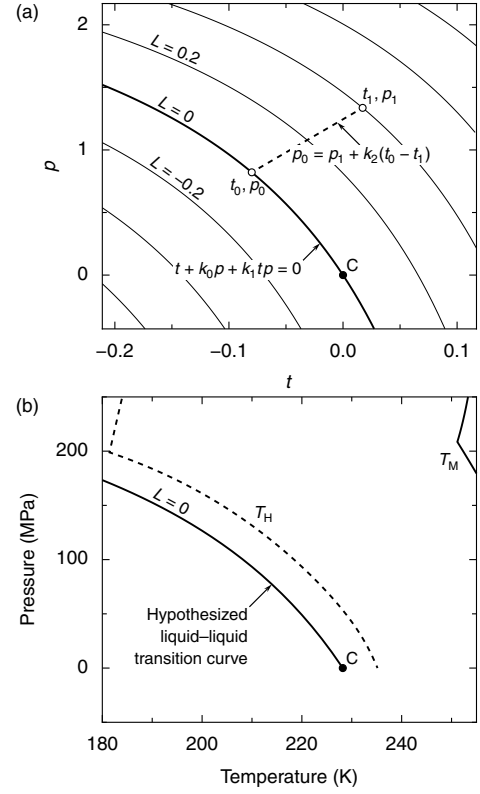 (a)
2
1
0
p
L = 0.2
L = 0
L = −0.2
t₁, p₁
p₀ = p₁ + k₂(t₀ − t₁)
t₀, p₀
t + k₀p + k₁tp = 0
C
−0.2
−0.1
0.0
0.1
t
(b)
200
100
0
Pressure (MPa)
L = 0
T_H
T_M
Hypothesized
liquid–liquid
transition curve
C
180
200
220
240
Temperature (K)